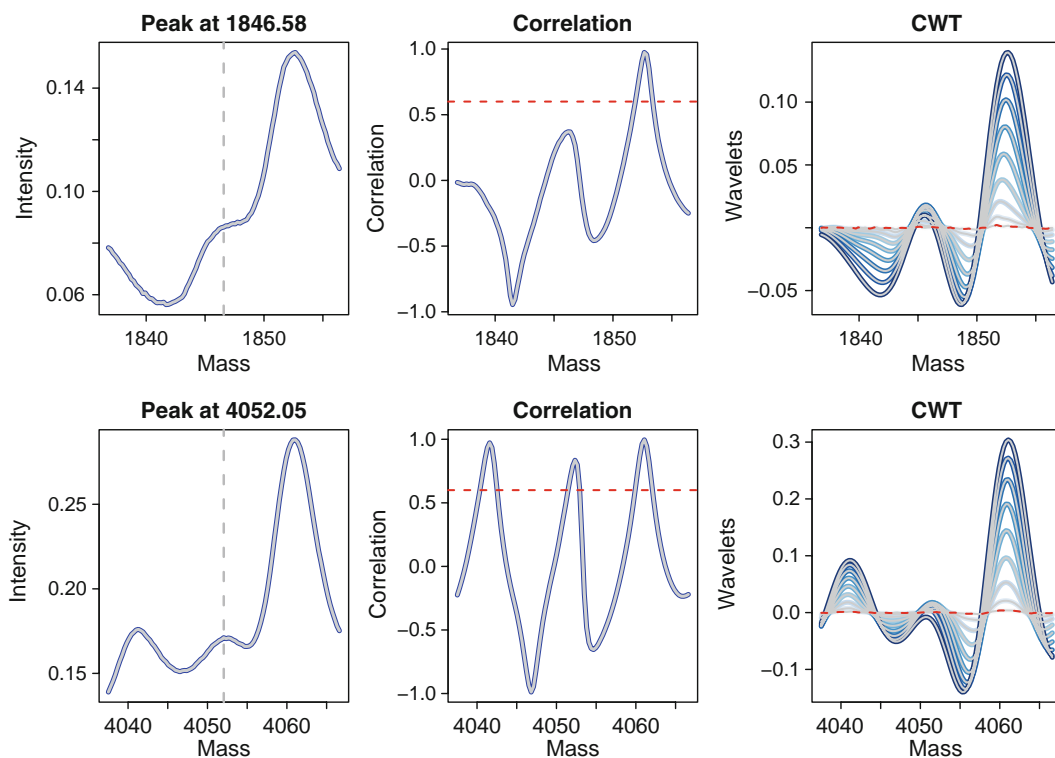 Peak at 1846.58
Intensity
0.14
0.10
0.06
1840
1850
Mass
Correlation
Correlation
1.0
0.5
0.0
−0.5
−1.0
1840
1850
Mass
CWT
Wavelets
0.10
0.05
0.0
−0.05
1840
1850
Mass
Peak at 4052.05
Intensity
0.25
0.20
0.15
4040
4050
4060
Mass
Correlation
Correlation
1.0
0.5
0.0
−0.5
−1.0
4040
4050
4060
Mass
CWT
Wavelets
0.3
0.2
0.1
0.0
−0.1
4040
4050
4060
Mass